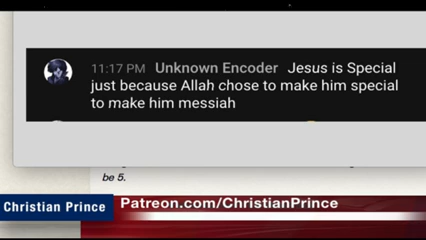 11:17 PM Unknown Encoder Jesus is Special
just because Allah chose to make him special
to make him messiah
be 5.
Christian Prince
Patreon.com/ChristianPrince